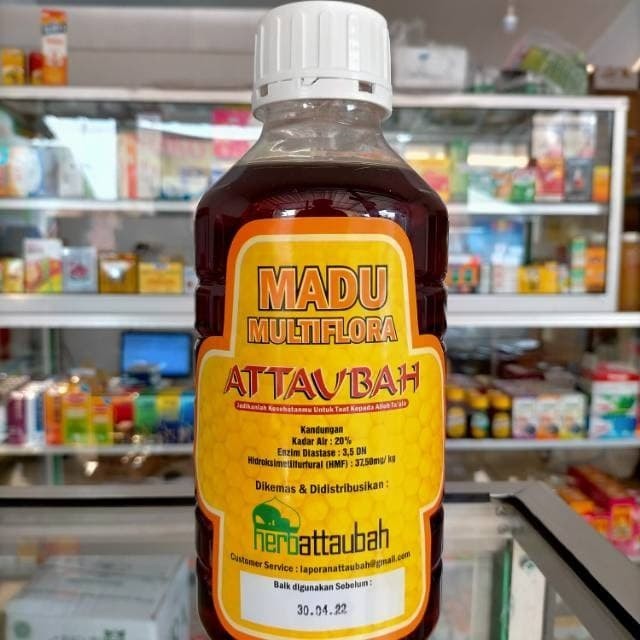 MADU
MULTIFLORA
ATTAUBAH
Jadikanlah Kesehatanmu Untuk Taat Kepada Allah Ta'ala
Kandungan
Kadar Air : 20%
Enzim Diastase : 3,5 DN
Hidroksimetilfurfural (HMF) : 37,50mg/ kg
Dikemas & Didistribusikan :
herbattaubah
Customer Service : laporanattaubah@gmail.com
Baik digunakan Sebelum :
30.04.22